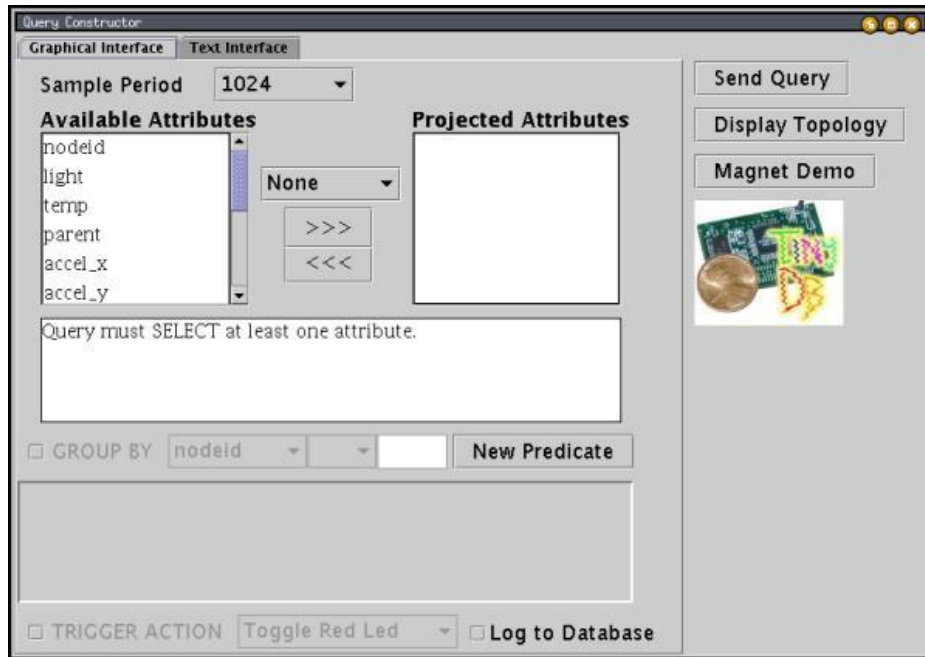 Query Constructor
Graphical Interface
Text Interface
Sample Period
1024
Available Attributes
Projected Attributes
nodeid
light
temp
parent
accel_x
accel_y
None
>>>
<<<
Query must SELECT at least one attribute.
GROUP BY
nodeid
New Predicate
TRIGGER ACTION
Toggle Red Led
Log to Database
Send Query
Display Topology
Magnet Demo